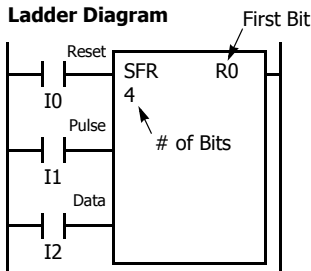 Ladder Diagram
First Bit
Reset
SFR R0
4
I0
# of Bits
Pulse
I1
Data
I2